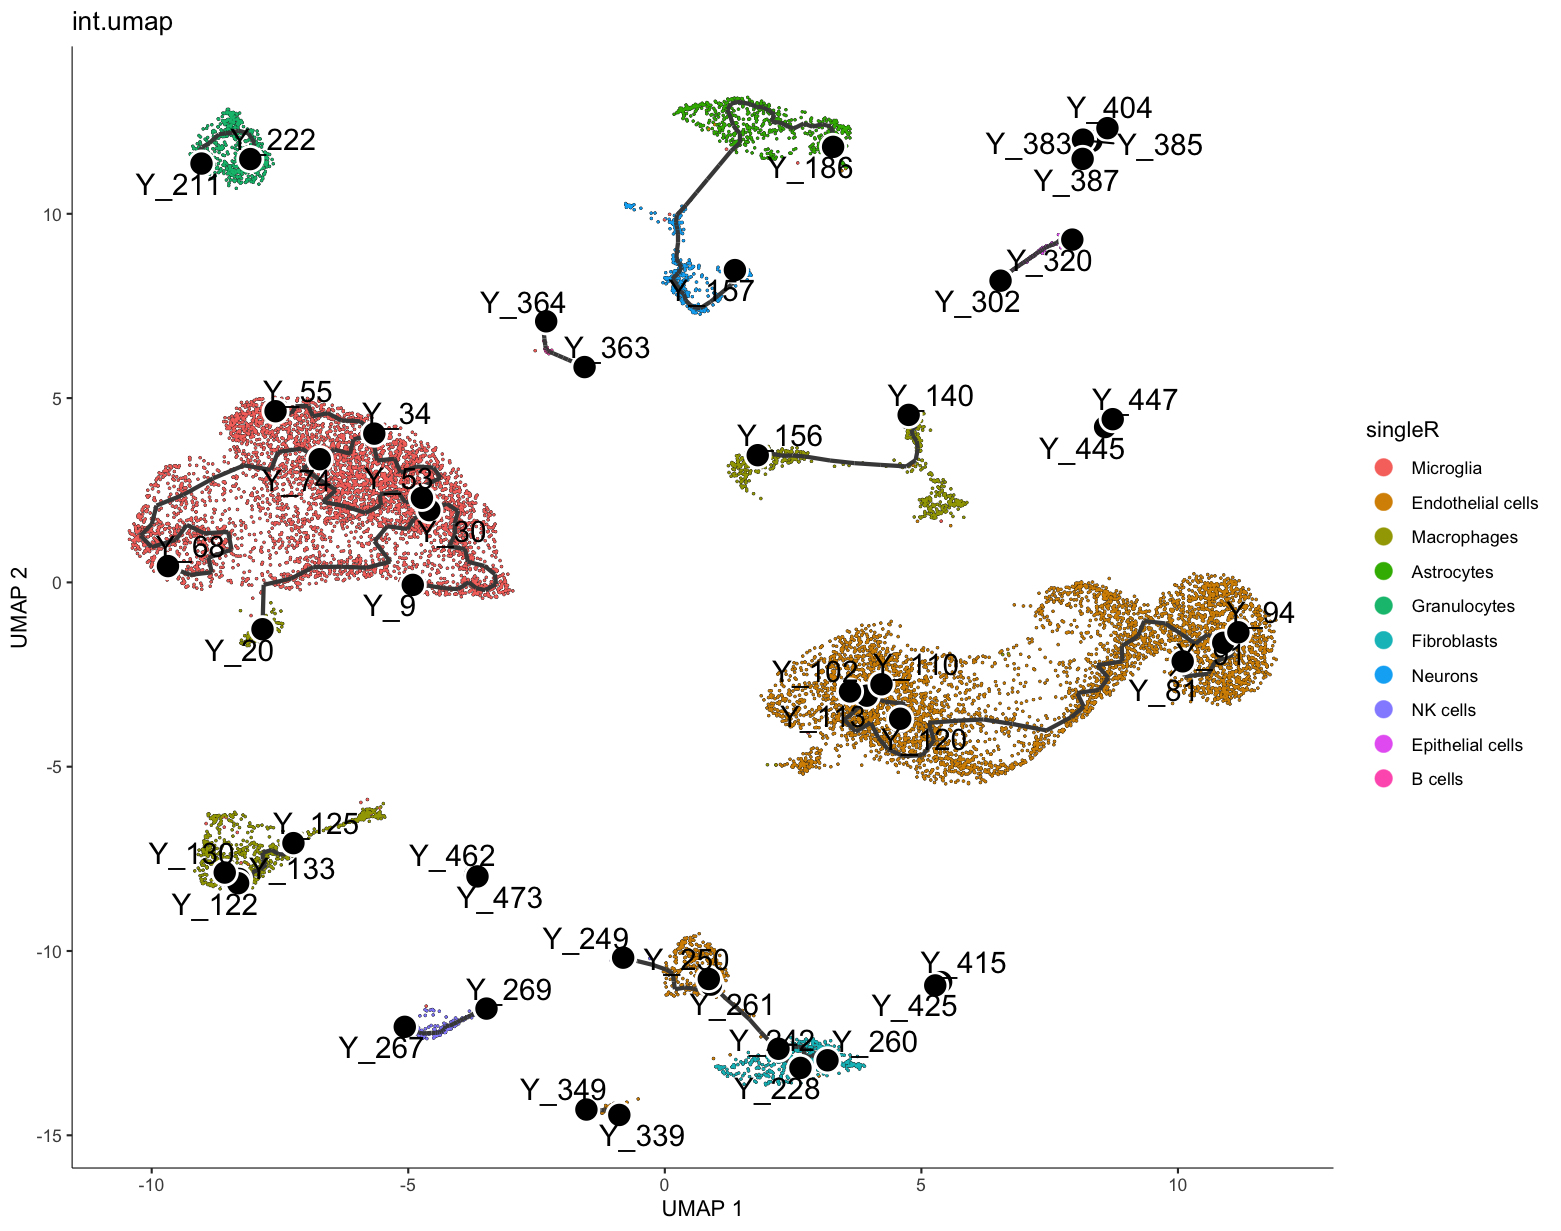 int.umap
Y_404
Y_383
Y_385
Y_387
Y_222
Y_211
Y_186
Y_320
Y_302
Y_157
Y_364
Y_363
Y_55
Y_34
Y_140
Y_447
Y_156
Y_445
Y_74
Y_53
Y_30
Y_68
Y_9
Y_20
Y_94
Y_91
Y_81
Y_102
Y_110
Y_113
Y_120
Y_125
Y_130
Y_133
Y_122
Y_462
Y_473
Y_249
Y_250
Y_261
Y_415
Y_425
Y_269
Y_267
Y_242
Y_260
Y_228
Y_349
Y_339
10
5
0
-5
-10
-15
-10
-5
0
5
10
UMAP 1
UMAP 2
singleR
Microglia
Endothelial cells
Macrophages
Astrocytes
Granulocytes
Fibroblasts
Neurons
NK cells
Epithelial cells
B cells